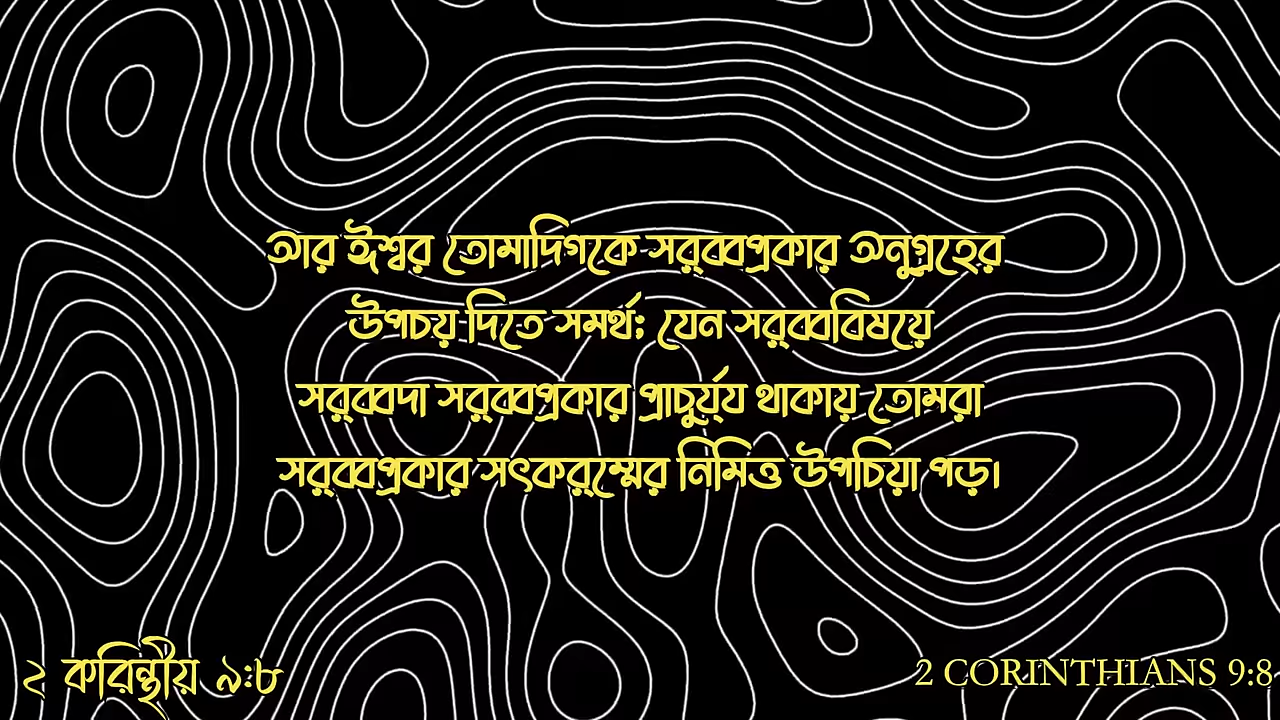 আর ঈশ্বর তোমাদিগকে সর্ব্বপ্রকার অনুগ্রহের
উপচয় দিতে সমর্থ; যেন সর্ব্ববিষয়ে
সর্ব্বদা সর্ব্বপ্রকার প্রাচুর্য্য থাকায় তোমরা
সর্ব্বপ্রকার সৎকর্ম্মের নিমিত্ত উপচিয়া পড়।
২ করিন্থীয় ৯:৮
2 CORINTHIANS 9:8